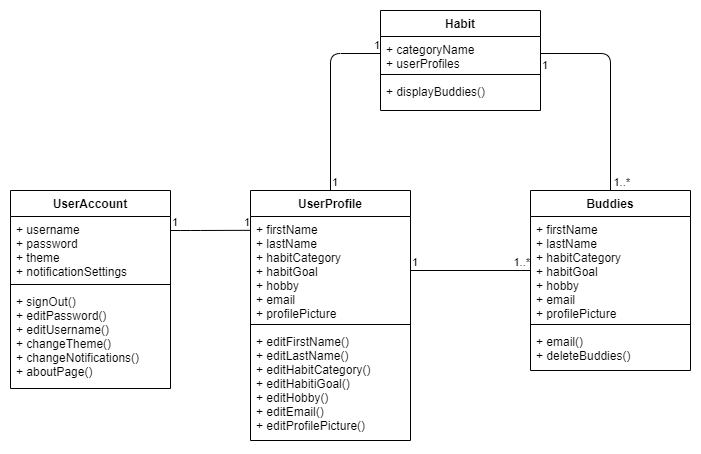 Habit
+ categoryName
+ userProfiles
+ displayBuddies()
1
1
1
1..*
UserAccount
+ username
+ password
+ theme
+ notificationSettings
+ signOut()
+ editPassword()
+ editUsername()
+ changeTheme()
+ changeNotifications()
+ aboutPage()
1
1
UserProfile
+ firstName
+ lastName
+ habitCategory
+ habitGoal
+ hobby
+ email
+ profilePicture
+ editFirstName()
+ editLastName()
+ editHabitCategory()
+ editHabitiGoal()
+ editHobby()
+ editEmail()
+ editProfilePicture()
1
1..*
Buddies
+ firstName
+ lastName
+ habitCategory
+ habitGoal
+ hobby
+ email
+ profilePicture
+ email()
+ deleteBuddies()